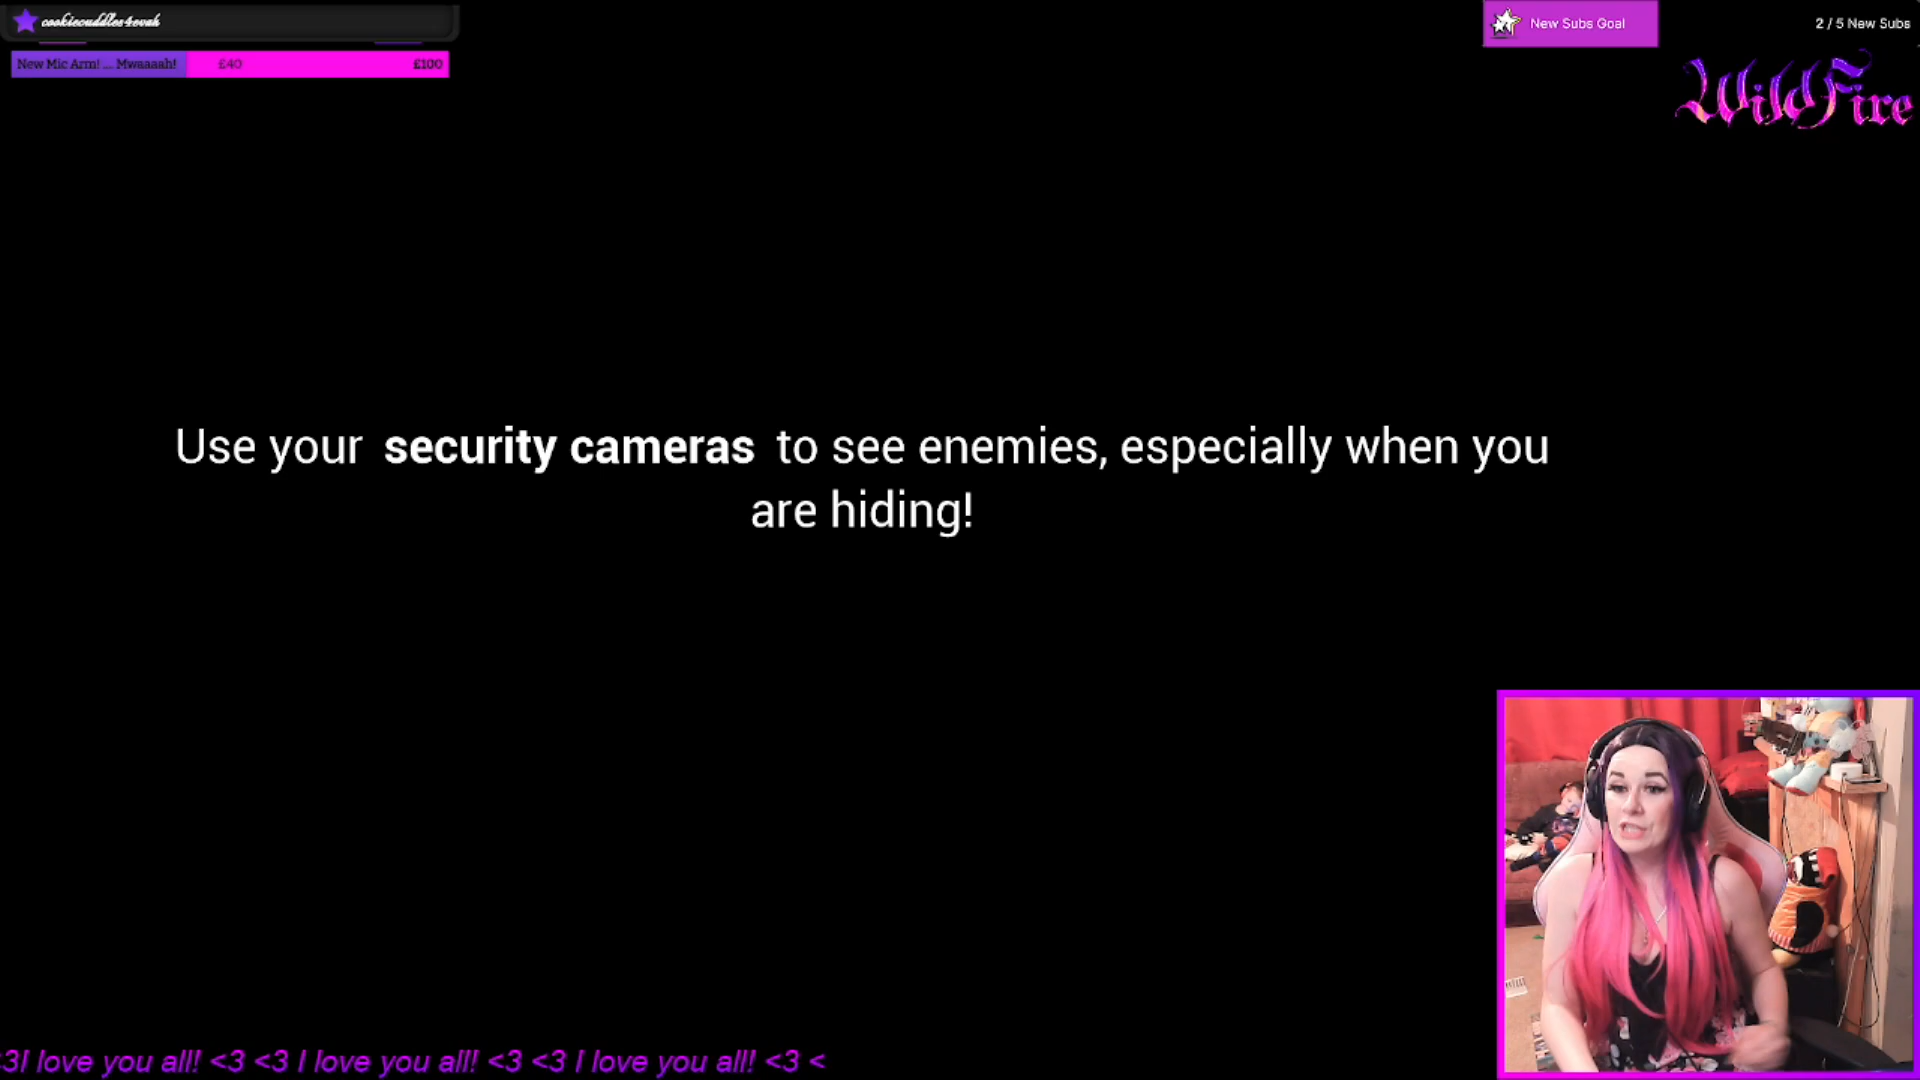 cookiecuddles4evah
New Mic Arm! ... Mwaaaah! £40 £100
New Subs Goal 2 / 5 New Subs
WildFire
Use your security cameras to see enemies, especially when you
are hiding!
<3I love you all! <3 <3 I love you all! <3 <3 I love you all! <3 <